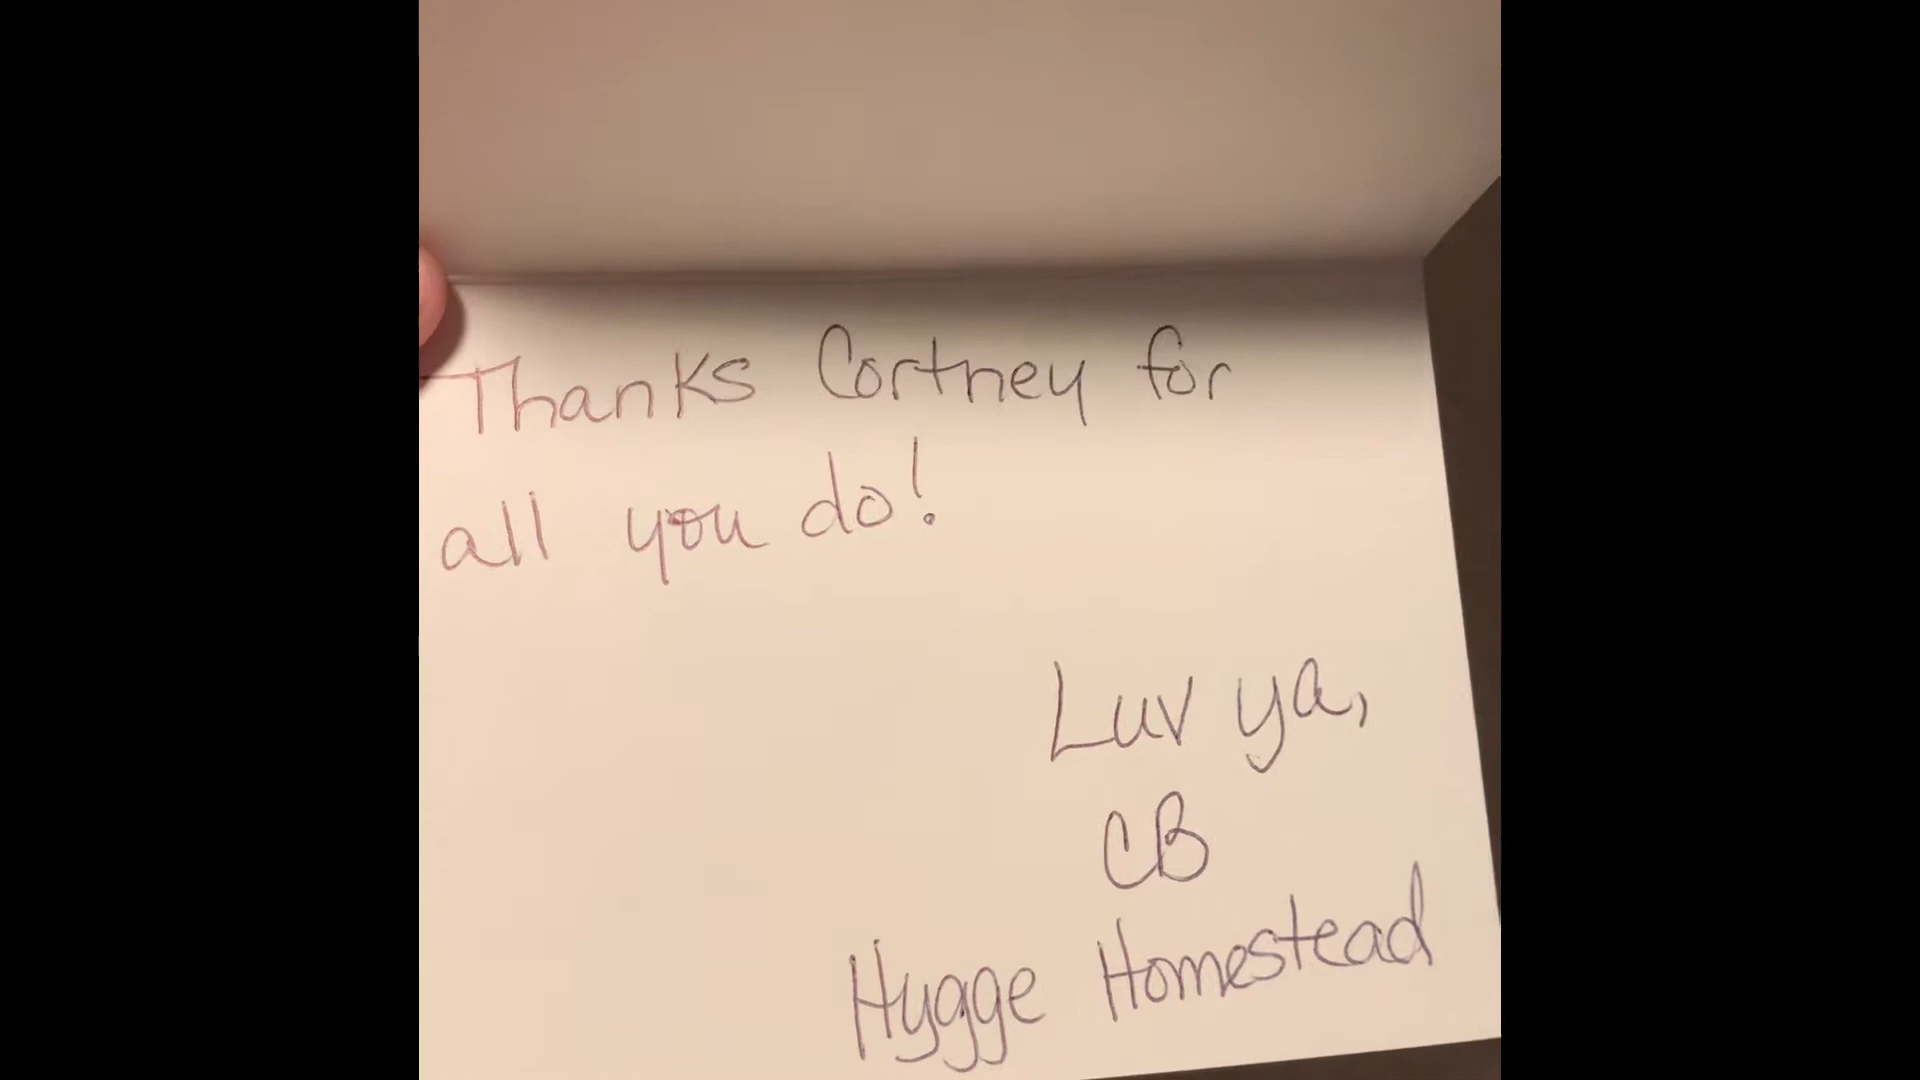 Thanks Cortney for
all you do!
Luv ya,
CB
Hygge Homestead